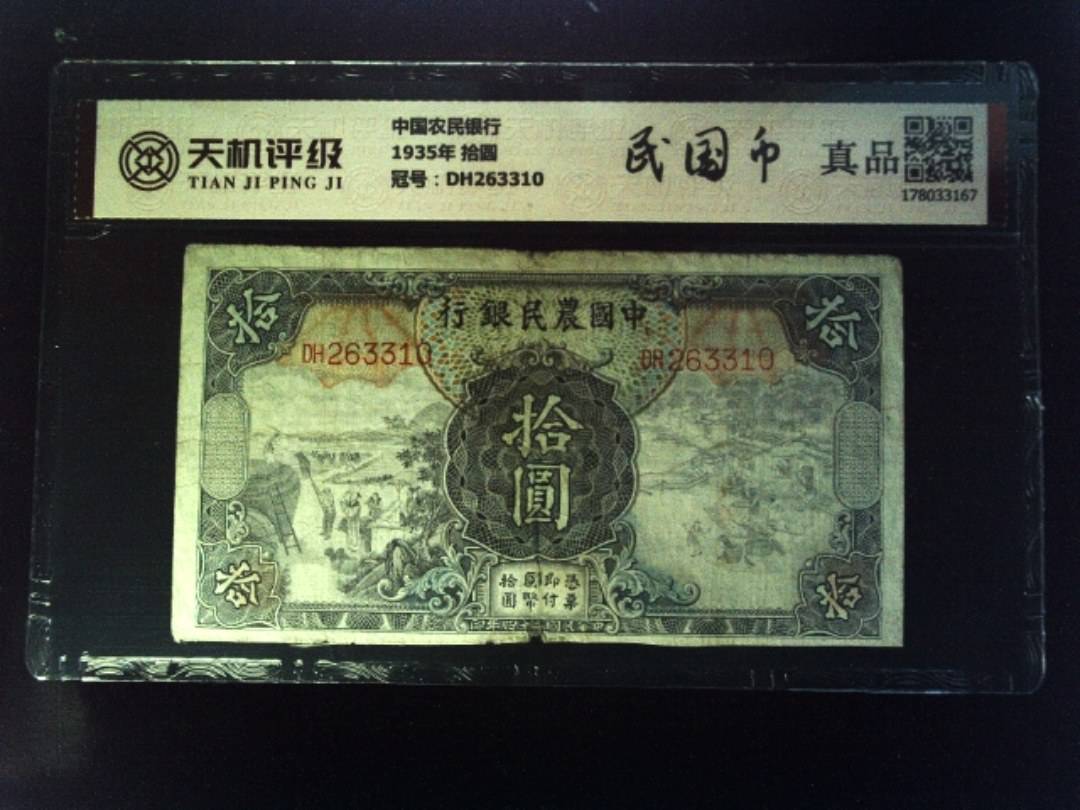 天机评级
TIAN JI PING JI
中国农民银行
1935年 拾圆
冠号：DH263310
民国币
真品
178033167
拾
行銀民農國中
拾
DH263310
DH263310
拾
圓
拾
憑票即付國幣拾圓
拾